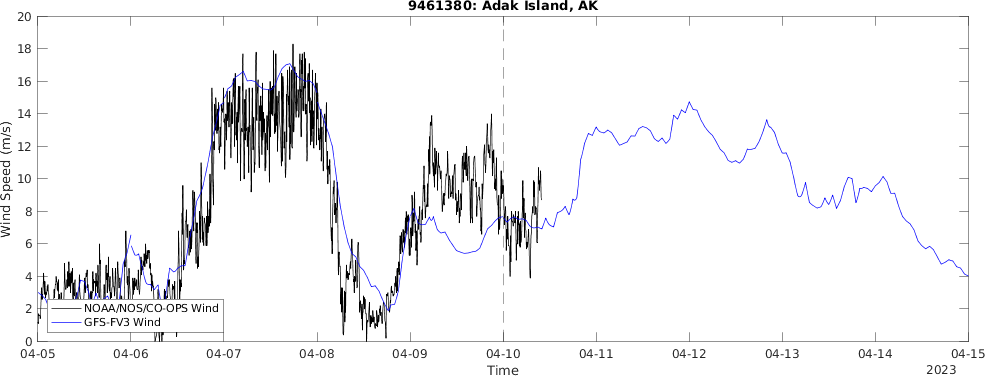 9461380: Adak Island, AK
20
18
16
14
12
10
8
6
4
2
0
Wind Speed (m/s)
NOAA/NOS/CO-OPS Wind
GFS-FV3 Wind
04-05 04-06 04-07 04-08 04-09 04-10 04-11 04-12 04-13 04-14 04-15
Time
2023